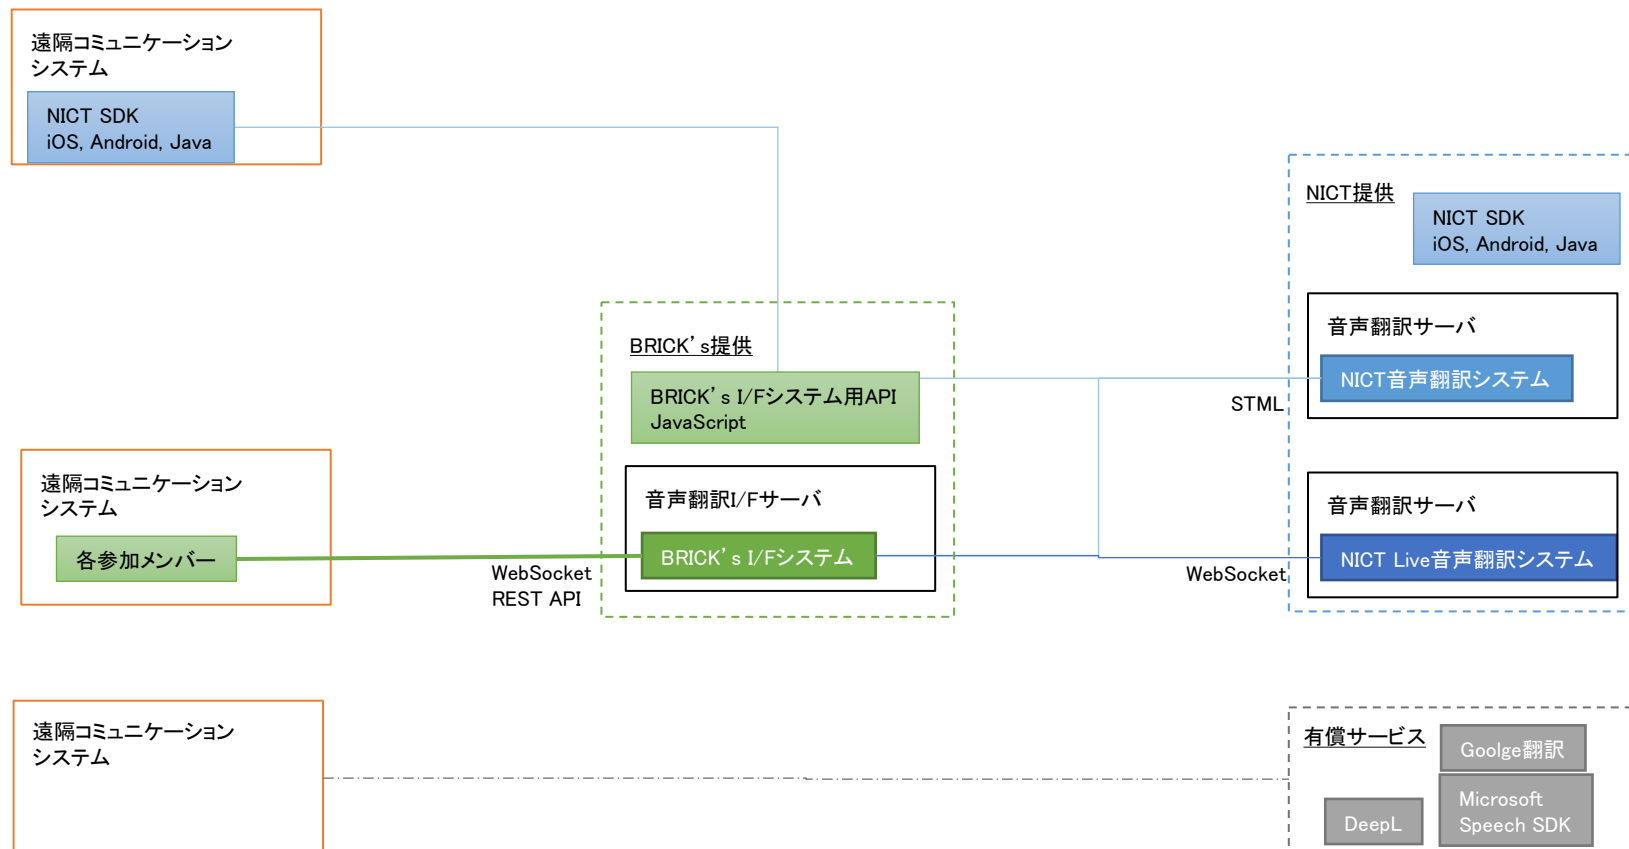 遠隔コミュニケーション
システム
NICT SDK
iOS, Android, Java
NICT提供
NICT SDK
iOS, Android, Java
音声翻訳サーバ
NICT音声翻訳システム
STML
BRICK’s提供
BRICK’s I/Fシステム用API
JavaScript
遠隔コミュニケーション
システム
各参加メンバー
WebSocket
REST API
音声翻訳I/Fサーバ
BRICK’s I/Fシステム
WebSocket
音声翻訳サーバ
NICT Live音声翻訳システム
遠隔コミュニケーション
システム
有償サービス
Goolge翻訳
Microsoft
Speech SDK
DeepL